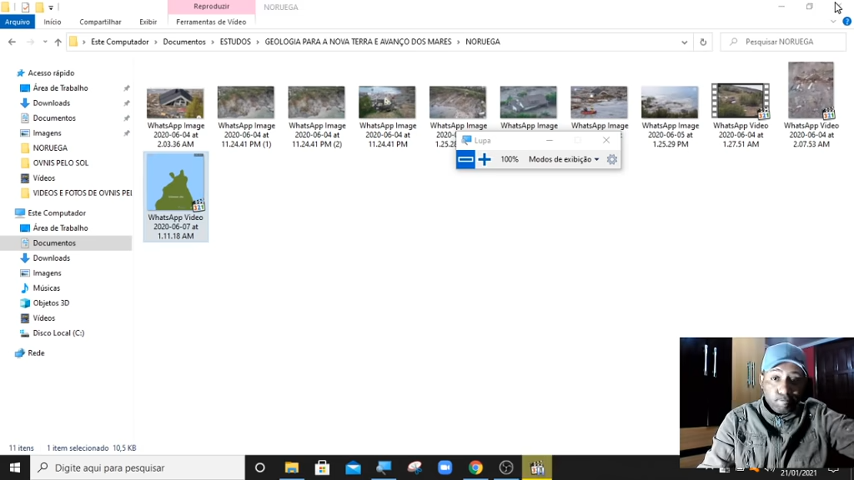 Reproduzir
NORUEGA
Arquivo
Início
Compartilhar
Exibir
Ferramentas de Vídeo
Este Computador
Documentos
ESTUDOS
GEOLOGIA PARA A NOVA TERRA E AVANÇO DOS MARES
NORUEGA
Pesquisar NORUEGA
Acesso rápido
Área de Trabalho
Downloads
Documentos
Imagens
NORUEGA
OVNIS PELO SOL
Vídeos
VIDEOS E FOTOS DE OVNIS PEL
Este Computador
Área de Trabalho
Documentos
Downloads
Imagens
Músicas
Objetos 3D
Vídeos
Disco Local (C:)
Rede
WhatsApp Image
2020-06-04 at
2.03.36 AM
WhatsApp Image
2020-06-04 at
11.24.41 PM (1)
WhatsApp Image
2020-06-04 at
11.24.41 PM (2)
WhatsApp Image
2020-06-04 at
11.24.41 PM
WhatsApp Image
1.25.28
WhatsApp Image
WhatsApp Image
WhatsApp Image
2020-06-05 at
1.25.29 PM
WhatsApp Video
2020-06-04 at
1.27.51 AM
WhatsApp Video
2020-06-04 at
2.07.53 AM
WhatsApp Video
2020-06-07 at
1.11.18 AM
Lupa
100%
Modos de exibição
11 itens
1 item selecionado
10,5 KB
Digite aqui para pesquisar
21/01/2021